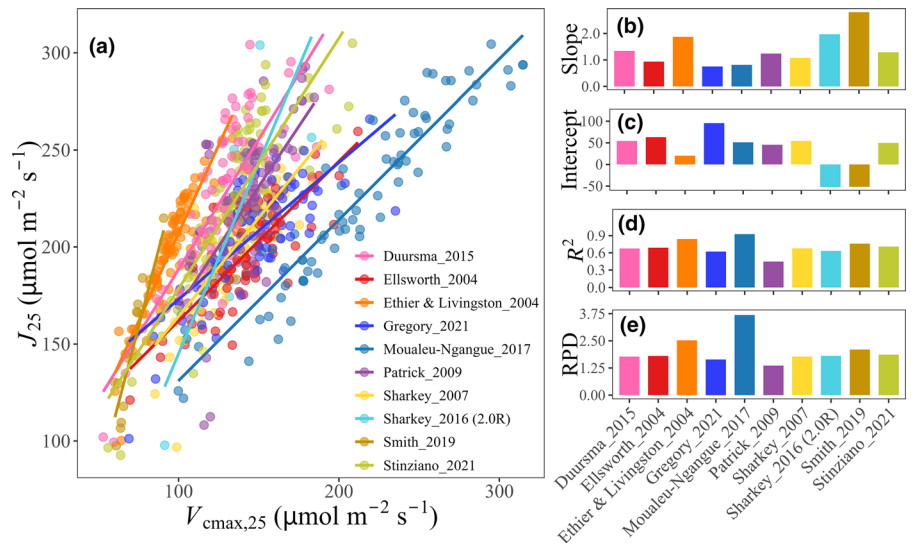 (a)
J25 (μmol m−2 s−1)
300
250
200
150
100
100
200
300
Vcmax,25 (μmol m−2 s−1)
Duursma_2015
Ellsworth_2004
Ethier & Livingston_2004
Gregory_2021
Moualeu-Ngangue_2017
Patrick_2009
Sharkey_2007
Sharkey_2016 (2.0R)
Smith_2019
Stinziano_2021
(b)
Slope
2.0
1.0
0.0
(c)
Intercept
100
50
0
-50
(d)
R2
0.9
0.6
0.3
0.0
(e)
RPD
3.75
2.50
1.25
0.00
Duursma_2015
Ellsworth_2004
Ethier & Livingston_2004
Gregory_2021
Moualeu-Ngangue_2017
Patrick_2009
Sharkey_2007
Sharkey_2016 (2.0R)
Smith_2019
Stinziano_2021